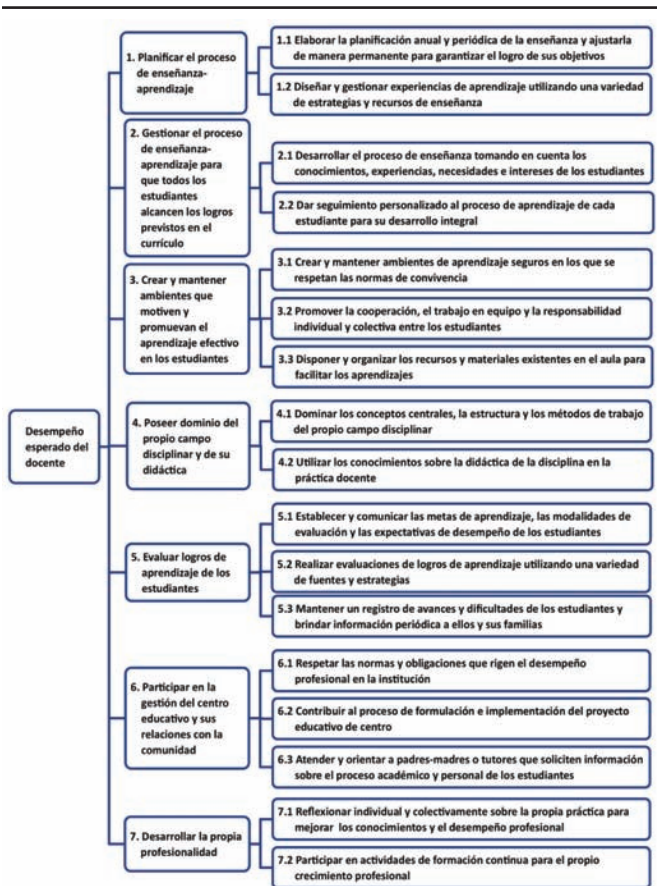 1. Planificar el proceso
de enseñanza-
aprendizaje
1.1 Elaborar la planificación anual y periódica de la enseñanza y ajustarla
de manera permanente para garantizar el logro de sus objetivos
1.2 Diseñar y gestionar experiencias de aprendizaje utilizando una variedad
de estrategias y recursos de enseñanza
2. Gestionar el proceso
de enseñanza-
aprendizaje para
que todos los
estudiantes
alcancen los logros
previstos en el
currículo
2.1 Desarrollar el proceso de enseñanza tomando en cuenta los
conocimientos, experiencias, necesidades e intereses de los estudiantes
2.2 Dar seguimiento personalizado al proceso de aprendizaje de cada
estudiante para su desarrollo integral
3. Crear y mantener
ambientes que
motiven y
promuevan el
aprendizaje efectivo
en los estudiantes
3.1 Crear y mantener ambientes de aprendizaje seguros en los que se
respetan las normas de convivencia
3.2 Promover la cooperación, el trabajo en equipo y la responsabilidad
individual y colectiva entre los estudiantes
3.3 Disponer y organizar los recursos y materiales existentes en el aula para
facilitar los aprendizajes
Desempeño
esperado del
docente
4. Poseer dominio del
propio campo
disciplinar y de su
didáctica
4.1 Dominar los conceptos centrales, la estructura y los métodos de trabajo
del propio campo disciplinar
4.2 Utilizar los conocimientos sobre la didáctica de la disciplina en la
práctica docente
5. Evaluar logros de
aprendizaje de los
estudiantes
5.1 Establecer y comunicar las metas de aprendizaje, las modalidades de
evaluación y las expectativas de desempeño de los estudiantes
5.2 Realizar evaluaciones de logros de aprendizaje utilizando una variedad
de fuentes y estrategias
5.3 Mantener un registro de avances y dificultades de los estudiantes y
brindar información periódica a ellos y sus familias
6. Participar en la
gestión del centro
educativo y sus
relaciones con la
comunidad
6.1 Respetar las normas y obligaciones que rigen el desempeño
profesional en la institución
6.2 Contribuir al proceso de formulación e implementación del proyecto
educativo de centro
6.3 Atender y orientar a padres-madres o tutores que soliciten información
sobre el proceso académico y personal de los estudiantes
7. Desarrollar la propia
profesionalidad
7.1 Reflexionar individual y colectivamente sobre la propia práctica para
mejorar los conocimientos y el desempeño profesional
7.2 Participar en actividades de formación continua para el propio
crecimiento profesional